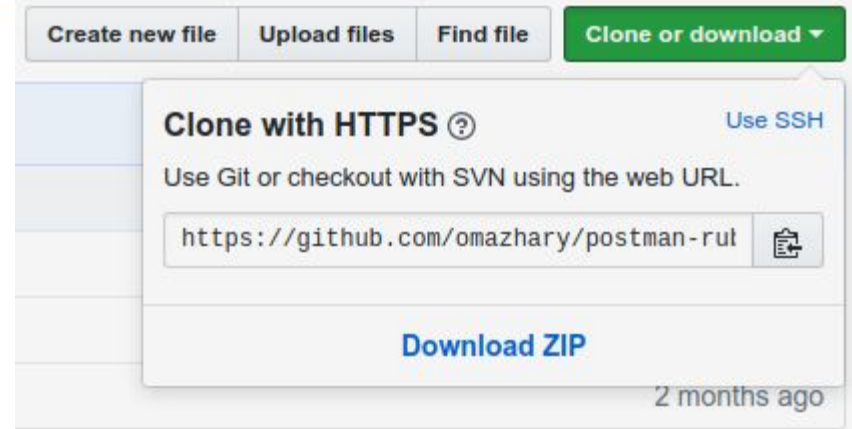 Create new file Upload files Find file Clone or download
Clone with HTTPS Use SSH
Use Git or checkout with SVN using the web URL.
https://github.com/omazhary/postman-rub
Download ZIP
2 months ago